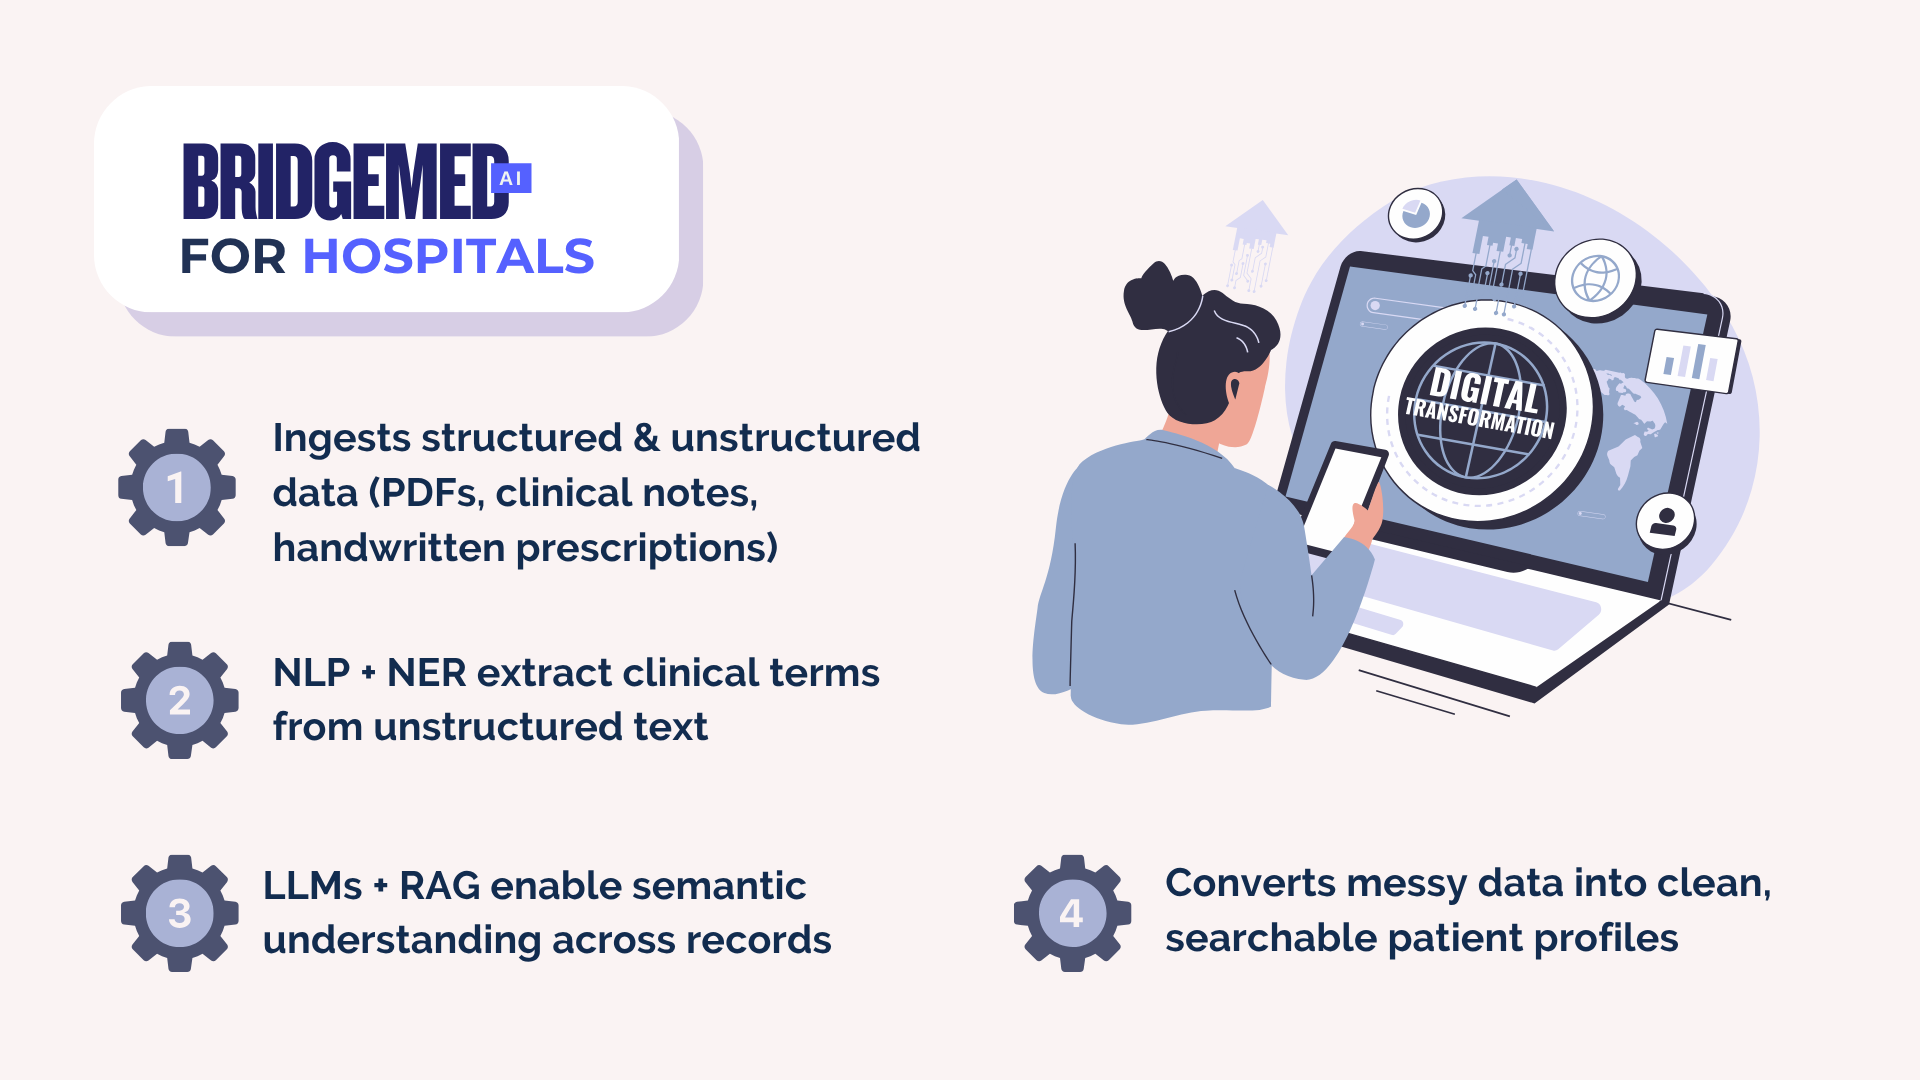 BRIDGEMED AI
FOR HOSPITALS
1
Ingests structured & unstructured
data (PDFs, clinical notes,
handwritten prescriptions)
2
NLP + NER extract clinical terms
from unstructured text
3
LLMs + RAG enable semantic
understanding across records
4
Converts messy data into clean,
searchable patient profiles
DIGITAL
TRANSFORMATION